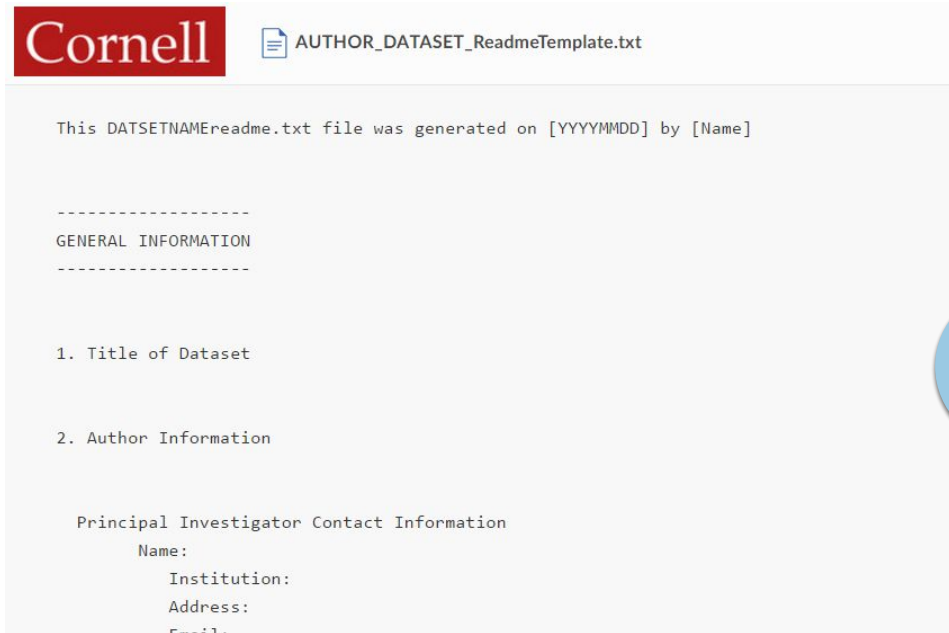 Cornell
AUTHOR_DATASET_ReadmeTemplate.txt
This DATSETNAMEreadme.txt file was generated on [YYYYMMDD] by [Name]
-------------------
GENERAL INFORMATION
-------------------
1. Title of Dataset
2. Author Information
Principal Investigator Contact Information
Name:
Institution:
Address:
Email: